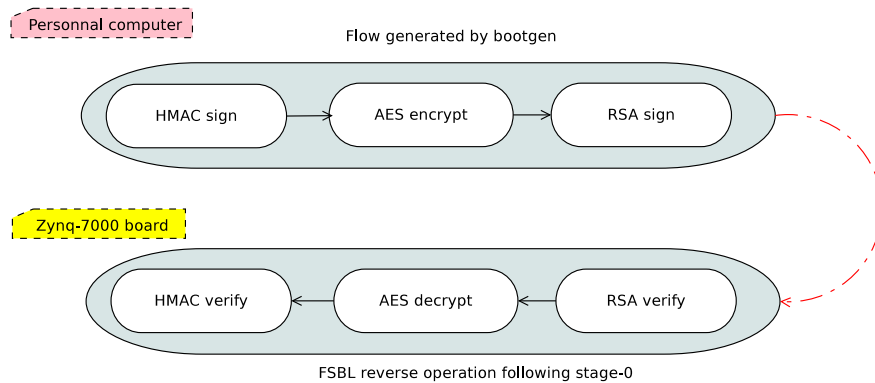 Personnal computer
Flow generated by bootgen
HMAC sign
AES encrypt
RSA sign
Zynq-7000 board
HMAC verify
AES decrypt
RSA verify
FSBL reverse operation following stage-0